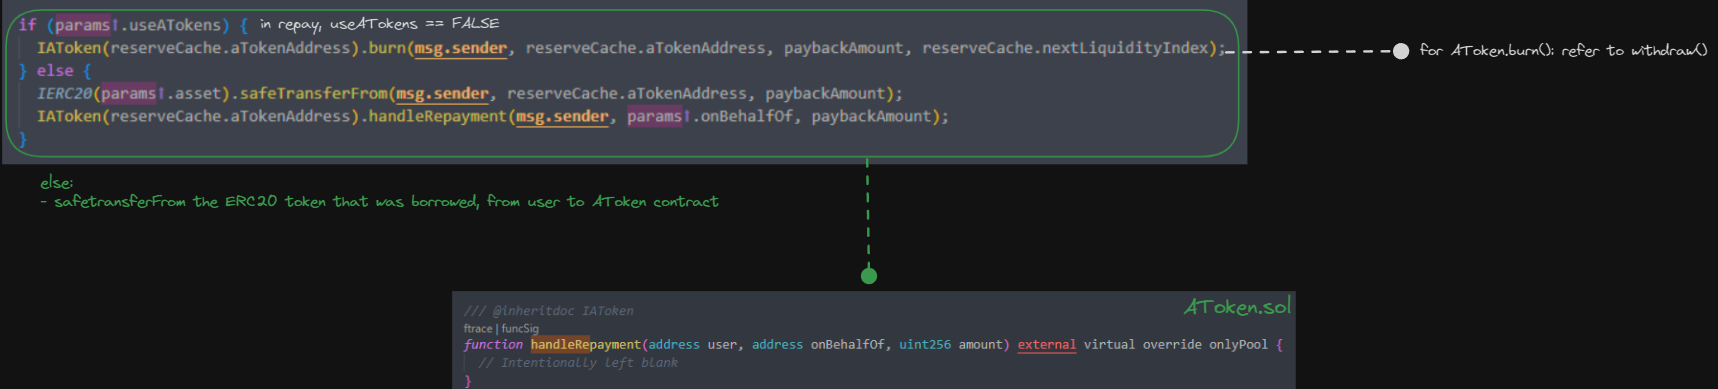 if (params↑.useATokens) { in repay, useATokens == FALSE
IAToken(reserveCache.aTokenAddress).burn(msg.sender, reserveCache.aTokenAddress, paybackAmount, reserveCache.nextLiquidityIndex);
for AToken.burn(): refer to withdraw()
} else {
IERC20(params↑.asset).safeTransferFrom(msg.sender, reserveCache.aTokenAddress, paybackAmount);
IAToken(reserveCache.aTokenAddress).handleRepayment(msg.sender, params↑.onBehalfOf, paybackAmount);
}
else:
- safetransferFrom the ERC20 token that was borrowed, from user to AToken contract
AToken.sol
/// @inheritdoc IAToken
ftrace | funcSig
function handleRepayment(address user, address onBehalfOf, uint256 amount) external virtual override onlyPool {
// Intentionally left blank
}